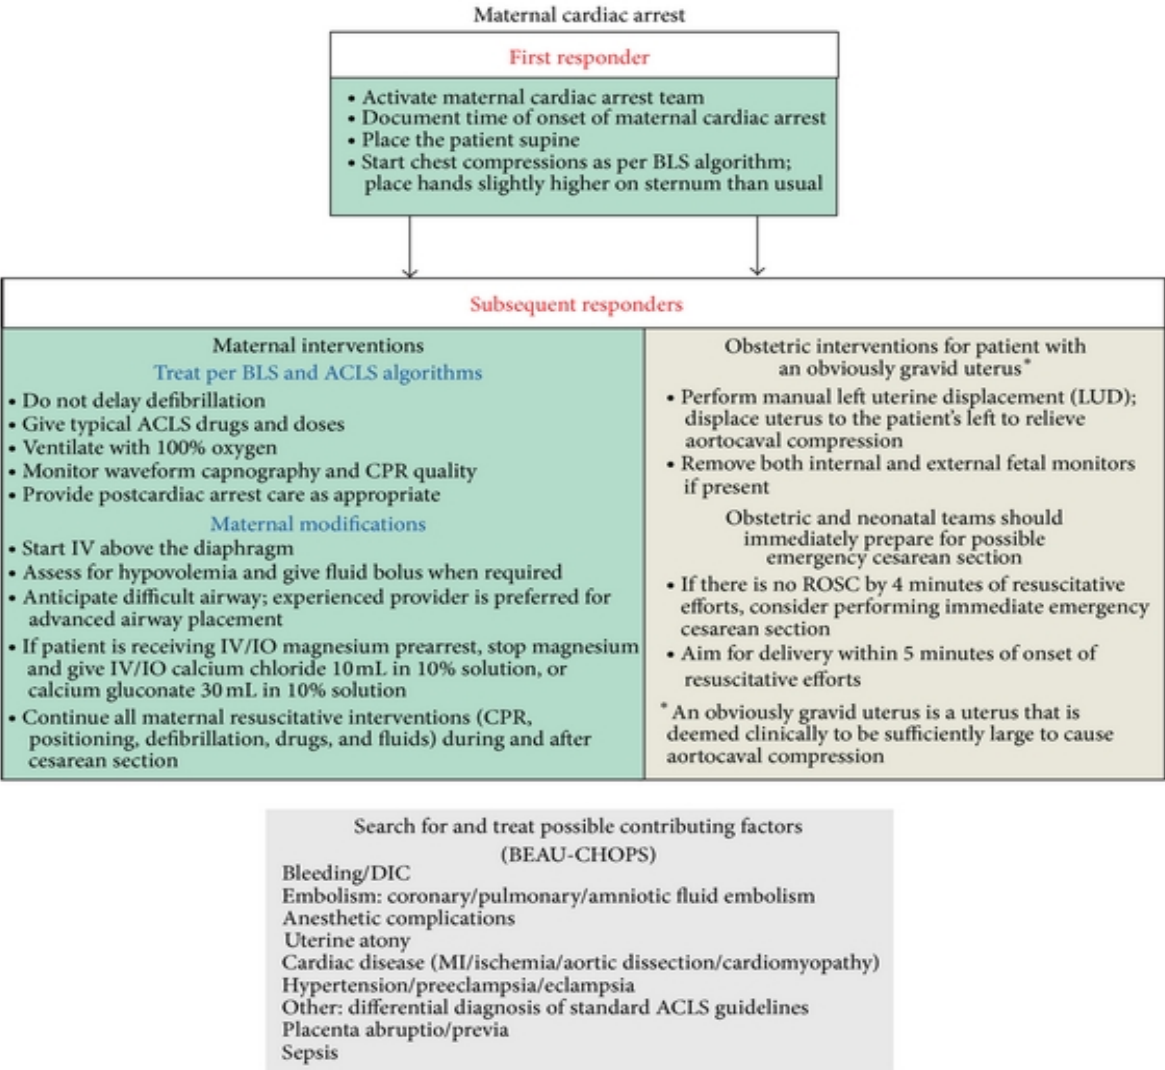 Maternal cardiac arrest
First responder
• Activate maternal cardiac arrest team
• Document time of onset of maternal cardiac arrest
• Place the patient supine
• Start chest compressions as per BLS algorithm;
place hands slightly higher on sternum than usual
Subsequent responders
Maternal interventions
Treat per BLS and ACLS algorithms
• Do not delay defibrillation
• Give typical ACLS drugs and doses
• Ventilate with 100% oxygen
• Monitor waveform capnography and CPR quality
• Provide postcardiac arrest care as appropriate
Maternal modifications
• Start IV above the diaphragm
• Assess for hypovolemia and give fluid bolus when required
• Anticipate difficult airway; experienced provider is preferred for
advanced airway placement
• If patient is receiving IV/IO magnesium prearrest, stop magnesium
and give IV/IO calcium chloride 10 mL in 10% solution, or
calcium gluconate 30 mL in 10% solution
• Continue all maternal resuscitative interventions (CPR,
positioning, defibrillation, drugs, and fluids) during and after
cesarean section
Obstetric interventions for patient with
an obviously gravid uterus*
• Perform manual left uterine displacement (LUD);
displace uterus to the patient's left to relieve
aortocaval compression
• Remove both internal and external fetal monitors
if present
Obstetric and neonatal teams should
immediately prepare for possible
emergency cesarean section
• If there is no ROSC by 4 minutes of resuscitative
efforts, consider performing immediate emergency
cesarean section
• Aim for delivery within 5 minutes of onset of
resuscitative efforts
* An obviously gravid uterus is a uterus that is
deemed clinically to be sufficiently large to cause
aortocaval compression
Search for and treat possible contributing factors
(BEAU-CHOPS)
Bleeding/DIC
Embolism: coronary/pulmonary/amniotic fluid embolism
Anesthetic complications
Uterine atony
Cardiac disease (MI/ischemia/aortic dissection/cardiomyopathy)
Hypertension/preeclampsia/eclampsia
Other: differential diagnosis of standard ACLS guidelines
Placenta abruptio/previa
Sepsis